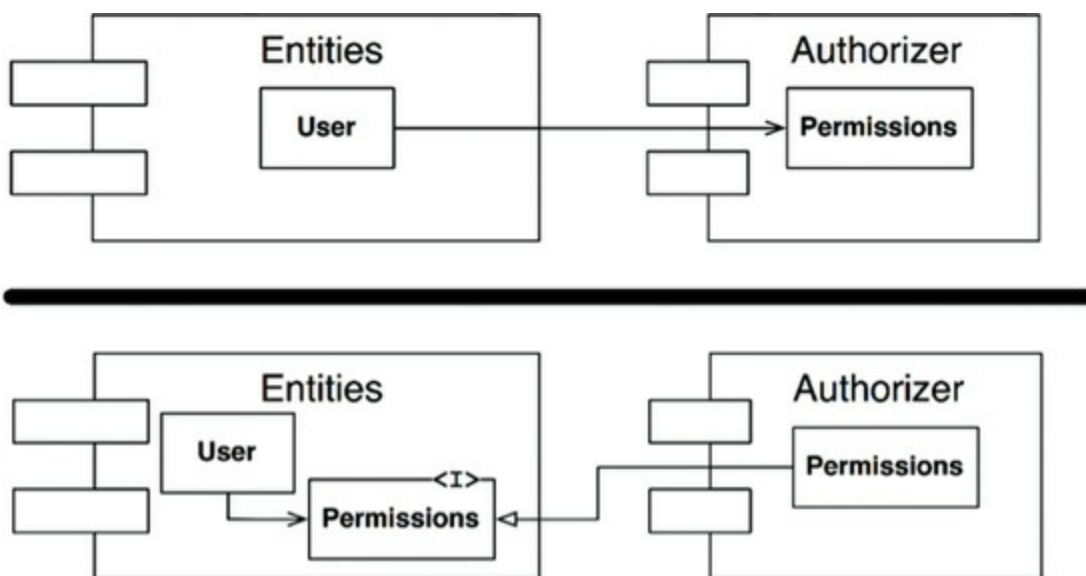 Entities
Authorizer
User
Permissions
Entities
Authorizer
User
<I>
Permissions
Permissions